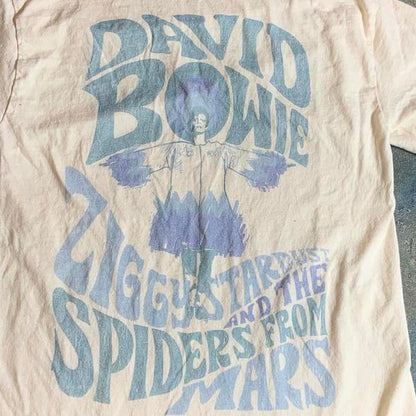 DAVID
BOWIE
ZIGGY STARDUST
AND THE
SPIDERS FROM
MARS